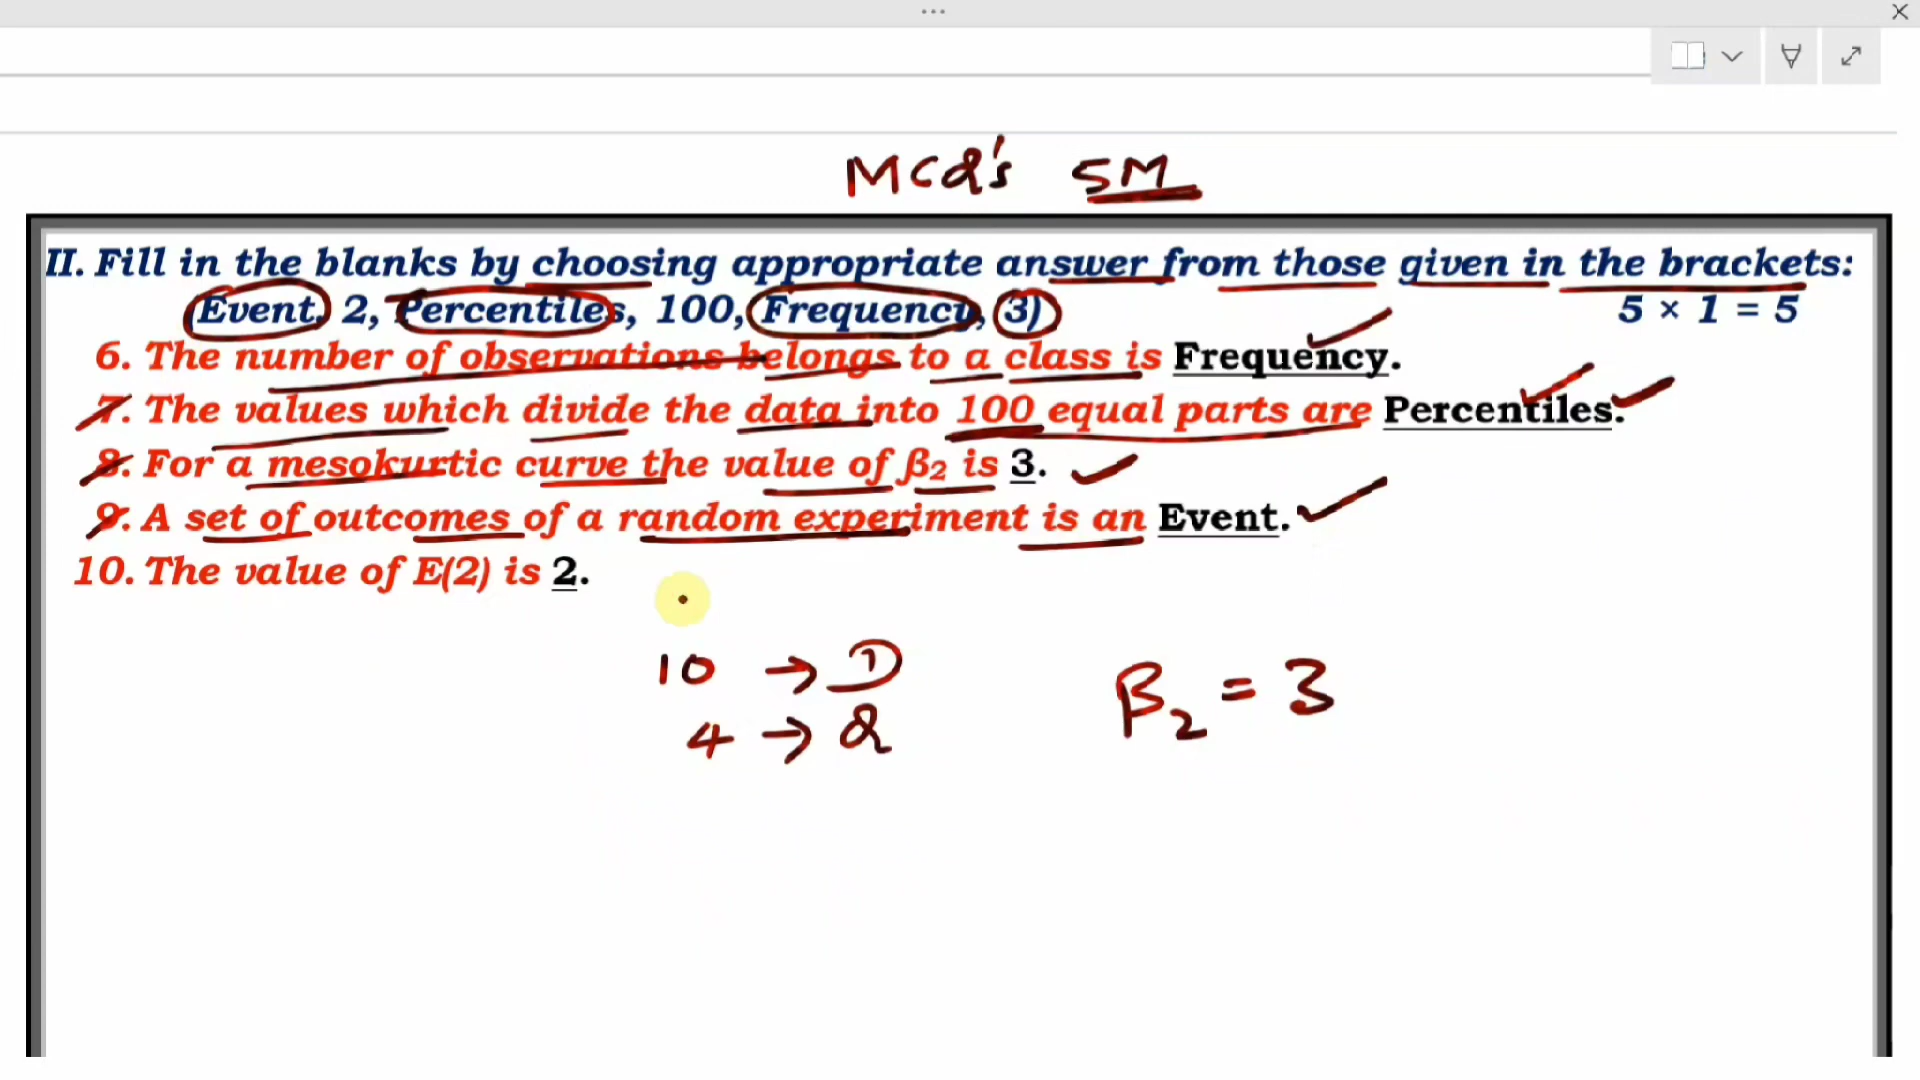 MCQ's 5M
II. Fill in the blanks by choosing appropriate answer from those given in the brackets:
(Event, 2, Percentiles, 100, Frequency, 3) 5 × 1 = 5
6. The number of observations belongs to a class is Frequency.
7. The values which divide the data into 100 equal parts are Percentiles.
8. For a mesokurtic curve the value of β₂ is 3.
9. A set of outcomes of a random experiment is an Event.
10. The value of E(2) is 2.
10 → D
4 → Q
β₂ = 3